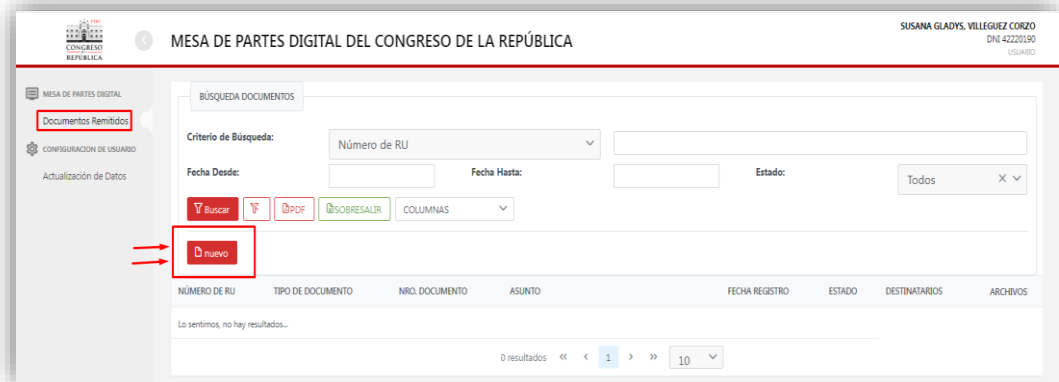 PERÚ
CONGRESO
REPÚBLICA
MESA DE PARTES DIGITAL DEL CONGRESO DE LA REPÚBLICA
SUSANA GLADYS, VILLEGUEZ CORZO
DNI 42220190
USUARIO
MESA DE PARTES DIGITAL
Documentos Remitidos
CONFIGURACION DE USUARIO
Actualización de Datos
BÚSQUEDA DOCUMENTOS
Criterio de Búsqueda: Número de RU
Fecha Desde: Fecha Hasta: Estado: Todos
Buscar PDF SOBRESALIR COLUMNAS
nuevo
NÚMERO DE RU TIPO DE DOCUMENTO NRO. DOCUMENTO ASUNTO FECHA REGISTRO ESTADO DESTINATARIOS ARCHIVOS
Lo sentimos, no hay resultados...
0 resultados « ‹ 1 › » 10